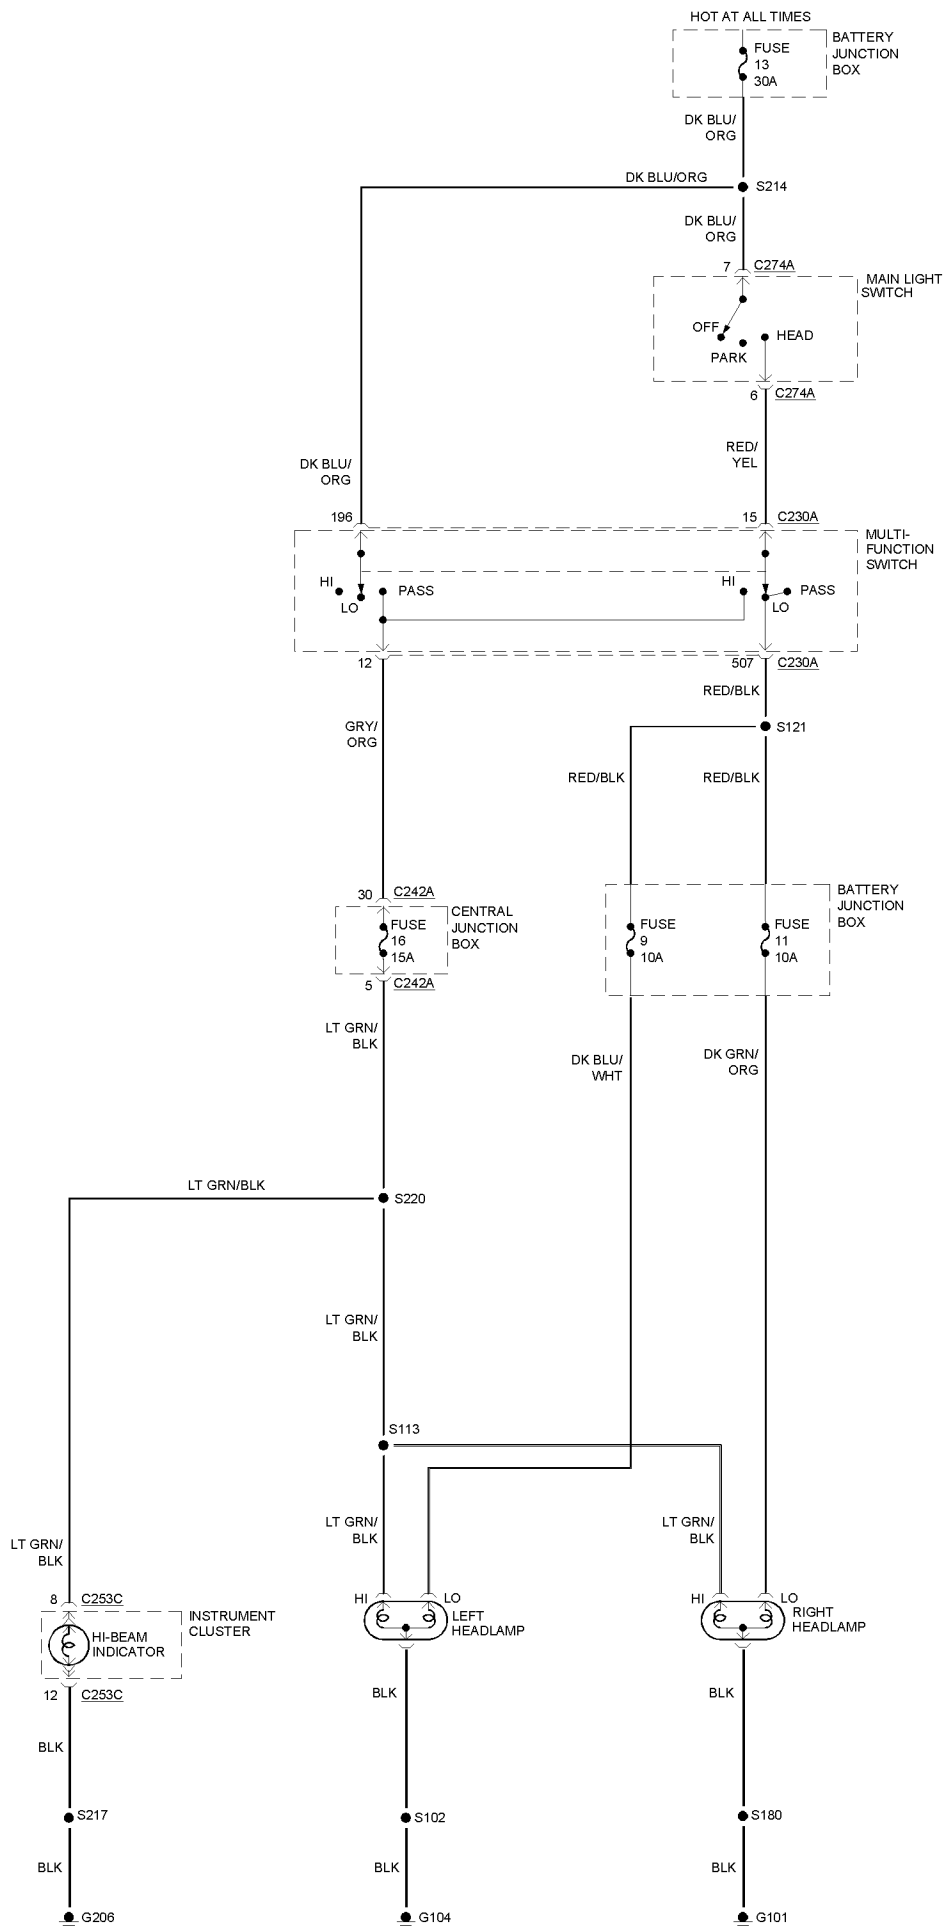 HOT AT ALL TIMES
BATTERY
JUNCTION
BOX
FUSE
13
30A
DK BLU/
ORG
DK BLU/ORG
S214
DK BLU/
ORG
7
C274A
MAIN LIGHT
SWITCH
OFF
HEAD
PARK
6
C274A
RED/
YEL
DK BLU/
ORG
196
15
C230A
MULTI-
FUNCTION
SWITCH
HI
LO
PASS
HI
LO
PASS
12
507
C230A
RED/BLK
GRY/
ORG
S121
RED/BLK
RED/BLK
30
C242A
CENTRAL
JUNCTION
BOX
FUSE
16
15A
BATTERY
JUNCTION
BOX
FUSE
9
10A
FUSE
11
10A
5
C242A
LT GRN/
BLK
DK BLU/
WHT
DK GRN/
ORG
LT GRN/BLK
S220
LT GRN/
BLK
S113
LT GRN/
BLK
LT GRN/
BLK
LT GRN/
BLK
8
C253C
INSTRUMENT
CLUSTER
HI-BEAM
INDICATOR
HI
LO
LEFT
HEADLAMP
HI
LO
RIGHT
HEADLAMP
12
C253C
BLK
BLK
BLK
S217
S102
S180
BLK
BLK
BLK
G206
G104
G101